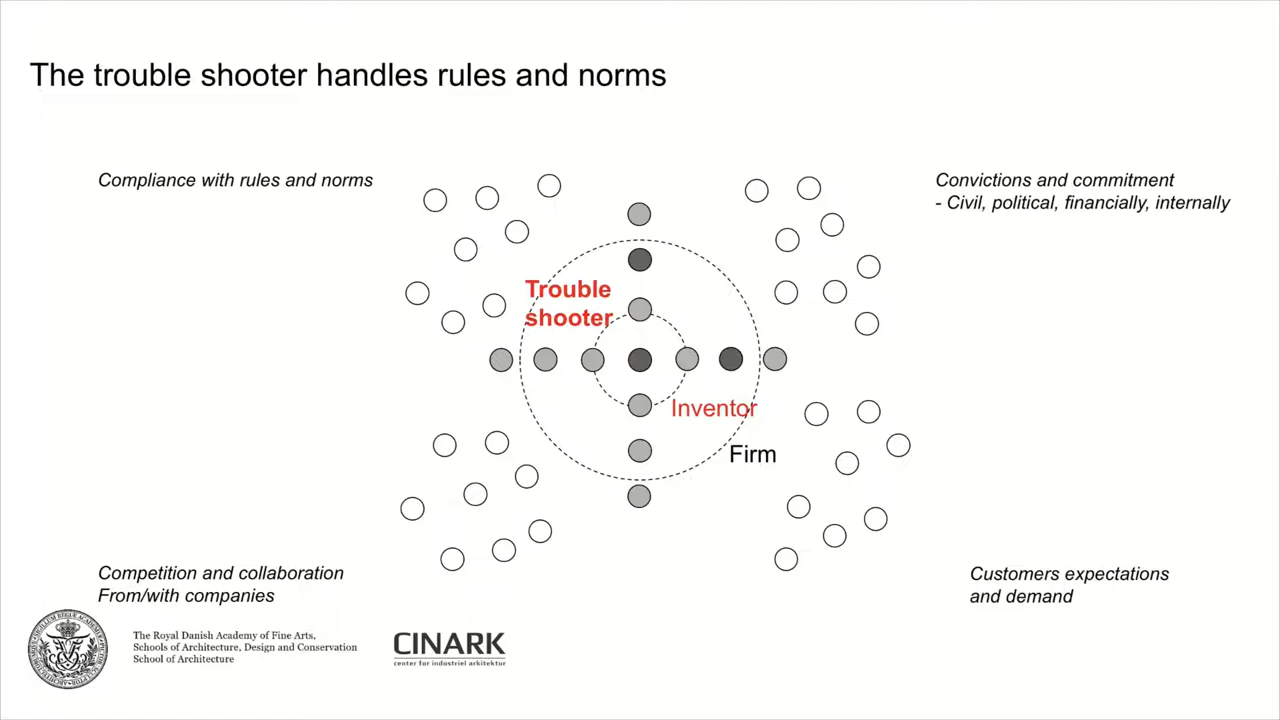 The trouble shooter handles rules and norms
Compliance with rules and norms
Convictions and commitment
- Civil, political, financially, internally
Trouble
shooter
Inventor
Firm
Competition and collaboration
From/with companies
Customers expectations
and demand
The Royal Danish Academy of Fine Arts,
Schools of Architecture, Design and Conservation
School of Architecture
CINARK
center for industriel arkitektur